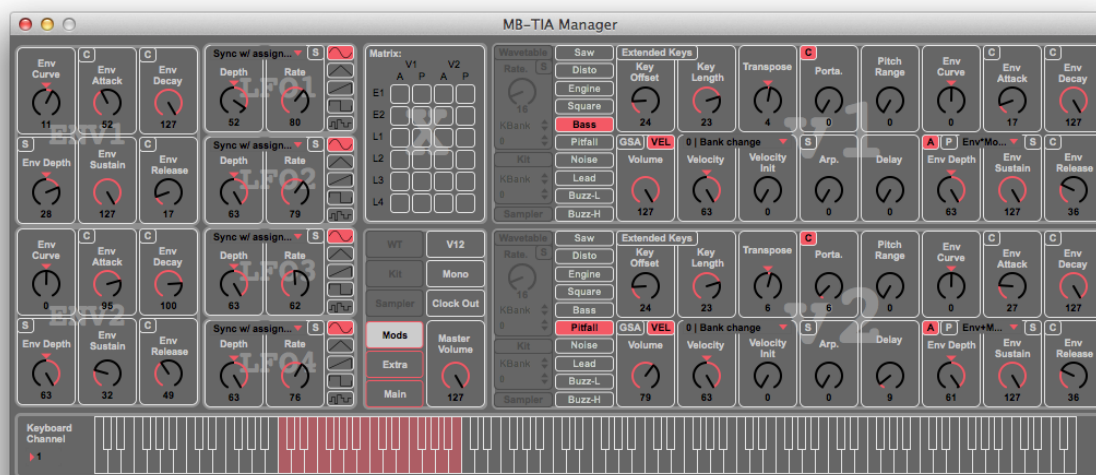 MB-TIA Manager
ENV1
Env Curve
11
C
Env Attack
52
C
Env Decay
127
S
Env Depth
28
Env Sustain
127
C
Env Release
17
LFO1
Sync w/ assign...
S
Depth
52
Rate
80
LFO2
Sync w/ assign...
S
Depth
63
Rate
79
Matrix:
V1 V2
A P A P
E1
E2
L1
L2
L3
L4
X
Wavetable
Rate.
S
16
KBank
0
Kit
KBank
0
Sampler
Saw
Disto
Engine
Square
Bass
Pitfall
Noise
Lead
Buzz-L
Buzz-H
v1
Extended Keys
Key Offset
24
Key Length
23
Transpose
4
C
Porta.
0
Pitch Range
0
Env Curve
0
C
Env Attack
17
C
Env Decay
127
GSA
VEL
Volume
127
0 | Bank change
Velocity
63
Velocity Init
0
S
Arp.
0
Delay
0
A
P
Env*Mo...
S
Env Depth
61
Env Sustain
127
C
Env Release
36
ENV2
Env Curve
0
C
Env Attack
95
C
Env Decay
100
S
Env Depth
63
Env Sustain
32
C
Env Release
49
LFO3
Sync w/ assign...
S
Depth
63
Rate
62
LFO4
Sync w/ assign...
S
Depth
63
Rate
76
WT
V12
Kit
Mono
Sampler
Clock Out
Mods
Extra
Main
Master Volume
127
Wavetable
Rate.
S
16
KBank
0
Kit
KBank
0
Sampler
Saw
Disto
Engine
Square
Bass
Pitfall
Noise
Lead
Buzz-L
Buzz-H
v2
Extended Keys
Key Offset
24
Key Length
23
Transpose
6
C
Porta.
6
Pitch Range
0
Env Curve
0
C
Env Attack
27
C
Env Decay
127
GSA
VEL
Volume
79
0 | Bank change
Velocity
63
Velocity Init
0
S
Arp.
0
Delay
9
A
P
Env+M...
S
Env Depth
61
Env Sustain
127
C
Env Release
36
Keyboard
Channel
1